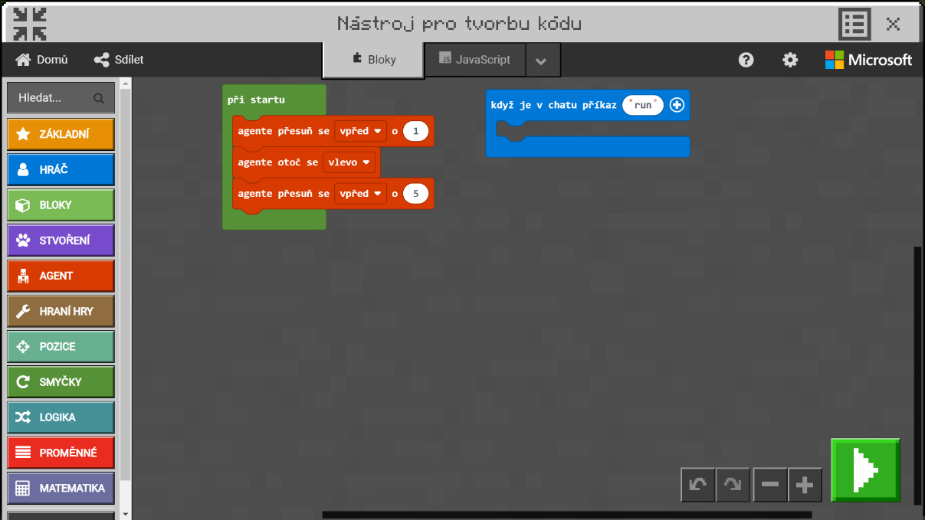 Nástroj pro tvorbu kódu
Domů
Sdílet
Bloky
JS JavaScript
Microsoft
Hledat...
ZÁKLADNÍ
HRÁČ
BLOKY
STVOŘENÍ
AGENT
HRANÍ HRY
POZICE
SMYČKY
LOGIKA
PROMĚNNÉ
MATEMATIKA
při startu
agente přesuň se vpřed o 1
agente otoč se vlevo
agente přesuň se vpřed o 5
když je v chatu příkaz "run"